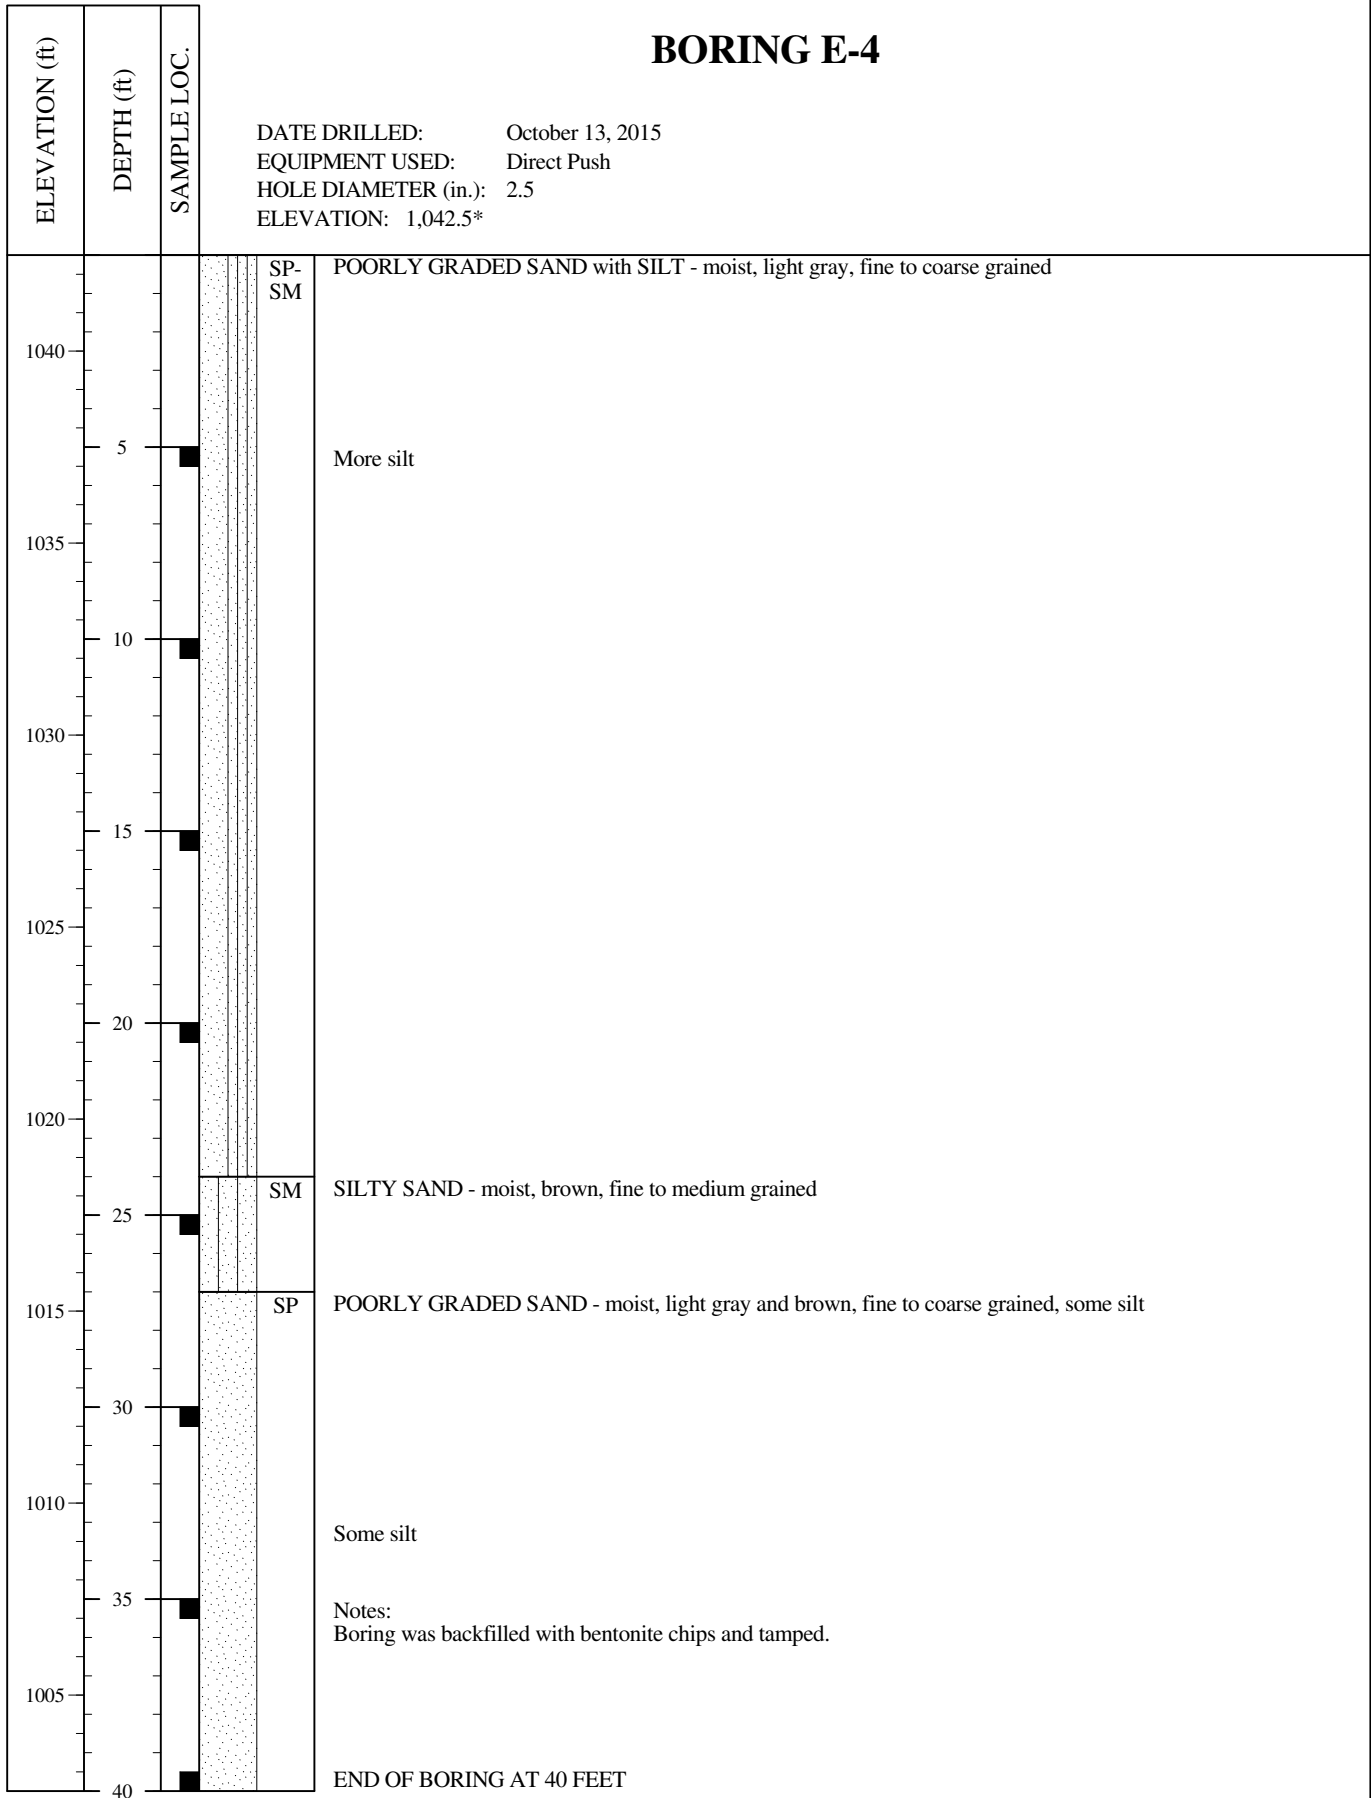 BORING E-4
ELEVATION (ft)
DEPTH (ft)
SAMPLE LOC.
DATE DRILLED: October 13, 2015
EQUIPMENT USED: Direct Push
HOLE DIAMETER (in.): 2.5
ELEVATION: 1,042.5*
SP- POORLY GRADED SAND with SILT - moist, light gray, fine to coarse grained
SM
1040
5
More silt
1035
10
1030
15
1025
20
1020
SM SILTY SAND - moist, brown, fine to medium grained
25
SP POORLY GRADED SAND - moist, light gray and brown, fine to coarse grained, some silt
1015
30
1010
Some silt
35
Notes:
Boring was backfilled with bentonite chips and tamped.
1005
END OF BORING AT 40 FEET
40